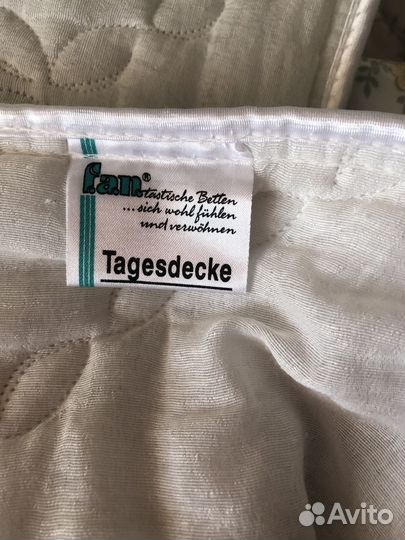 fan® tastische Betten
...sich wohl fühlen
und verwöhnen
Tagesdecke
Avito